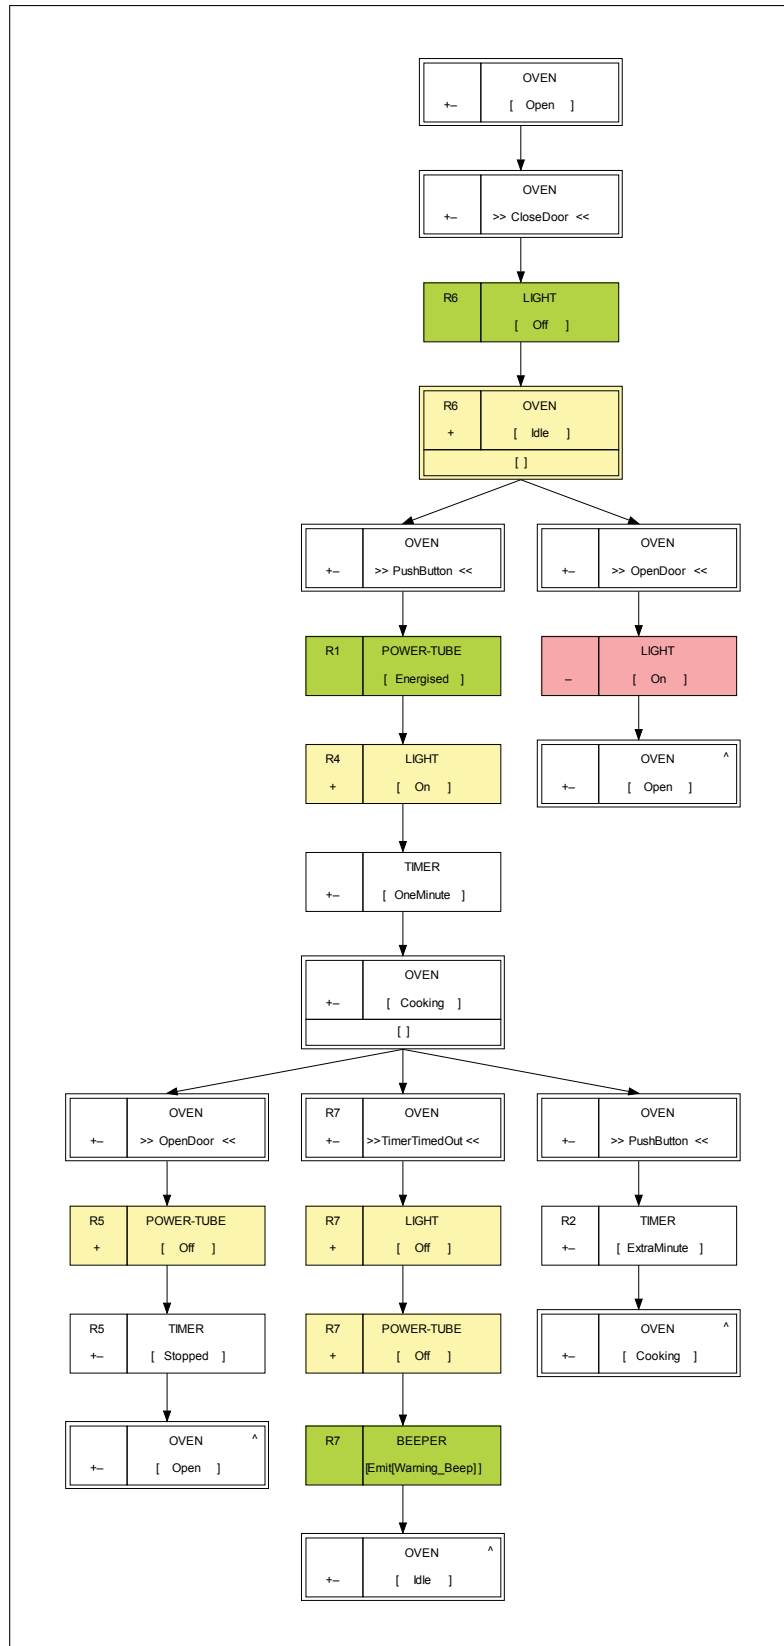 OVEN
+– [ Open ]
OVEN
+– >> CloseDoor <<
R6 LIGHT
[ Off ]
R6 OVEN
+ [ Idle ]
[ ]
OVEN
+– >> PushButton <<
OVEN
+– >> OpenDoor <<
R1 POWER-TUBE
[ Energised ]
LIGHT
– [ On ]
R4 LIGHT
+ [ On ]
OVEN ^
+– [ Open ]
TIMER
+– [ OneMinute ]
OVEN
+– [ Cooking ]
[ ]
OVEN
+– >> OpenDoor <<
R7 OVEN
+– >>TimerTimedOut <<
OVEN
+– >> PushButton <<
R5 POWER-TUBE
+ [ Off ]
R7 LIGHT
+ [ Off ]
R2 TIMER
+– [ ExtraMinute ]
R5 TIMER
+– [ Stopped ]
R7 POWER-TUBE
+ [ Off ]
OVEN ^
+– [ Cooking ]
OVEN ^
+– [ Open ]
R7 BEEPER
[Emit[Warning_Beep] ]
OVEN ^
+– [ Idle ]